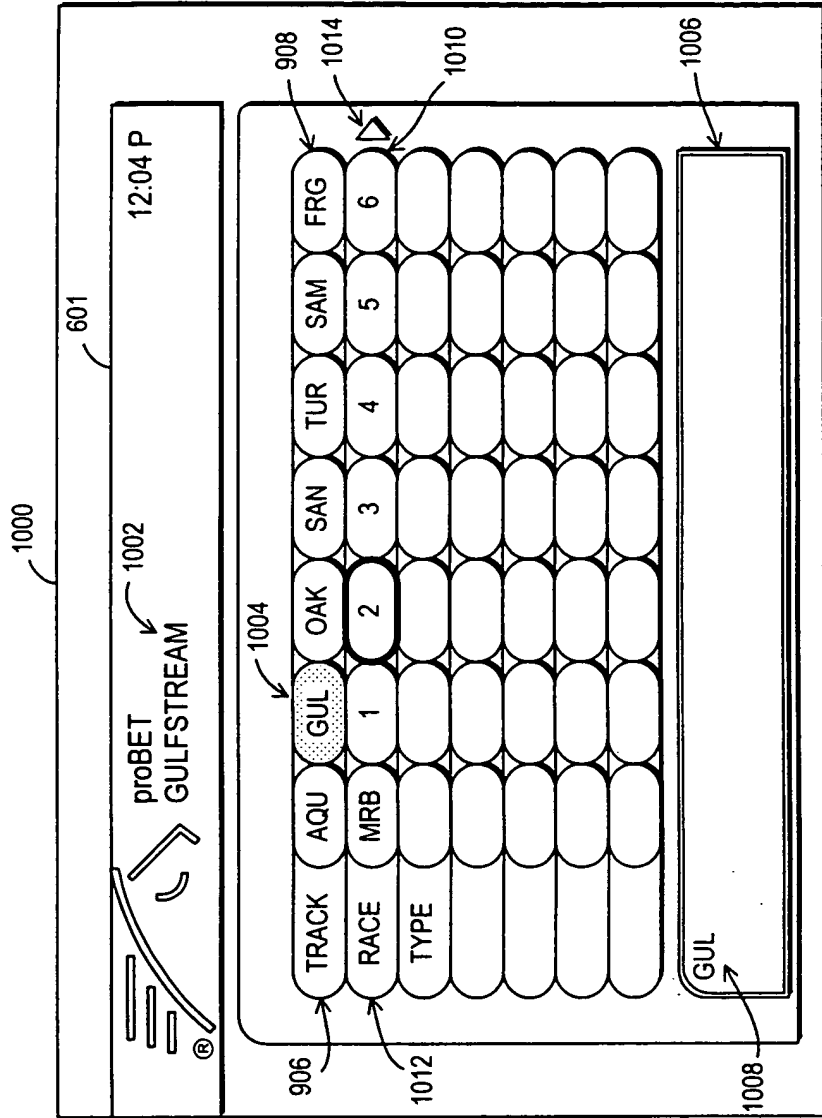 1000
601
proBET
GULFSTREAM
1002
12:04 P
®
1004
906
TRACK AQU GUL OAK SAN TUR SAM FRG
908
1012
RACE MRB 1 2 3 4 5 6
1014
1010
TYPE
GUL
1008
1006